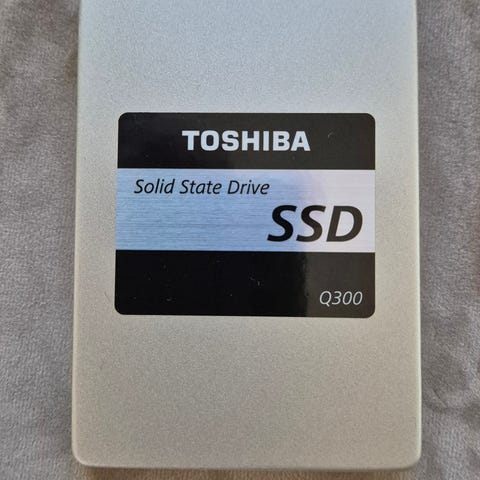 TOSHIBA
Solid State Drive
SSD
Q300